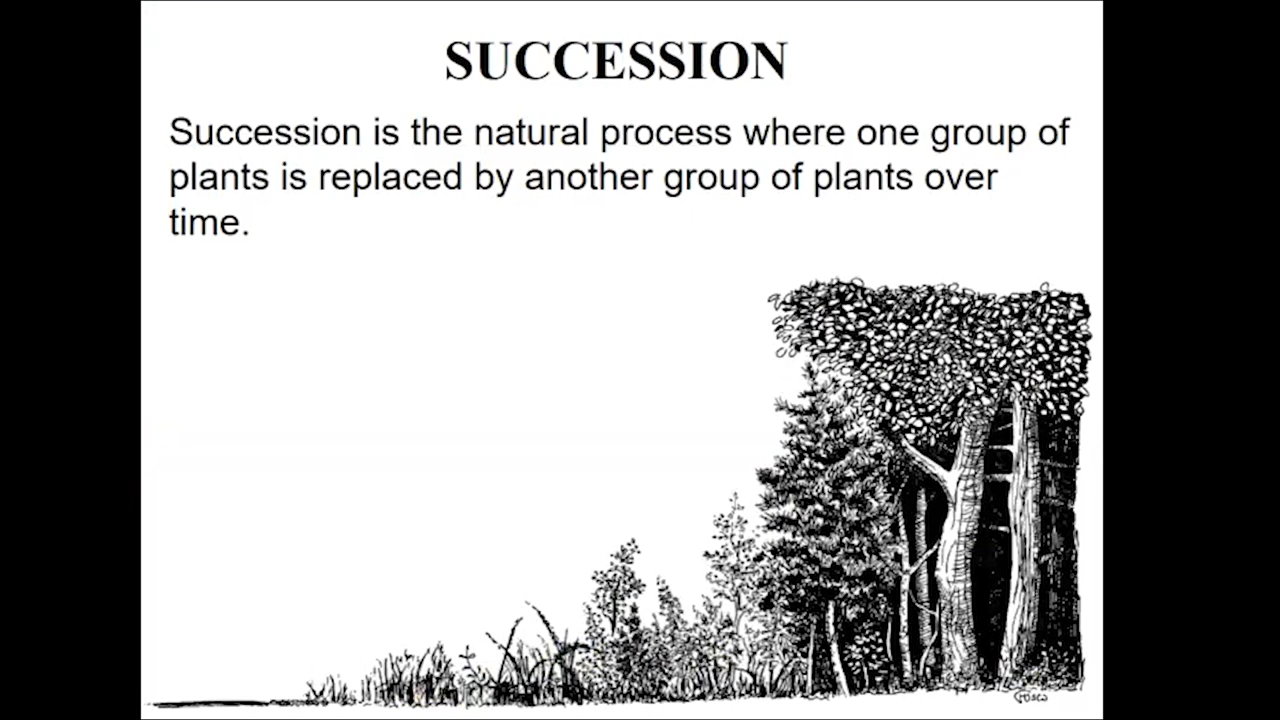 SUCCESSION
Succession is the natural process where one group of
plants is replaced by another group of plants over
time.